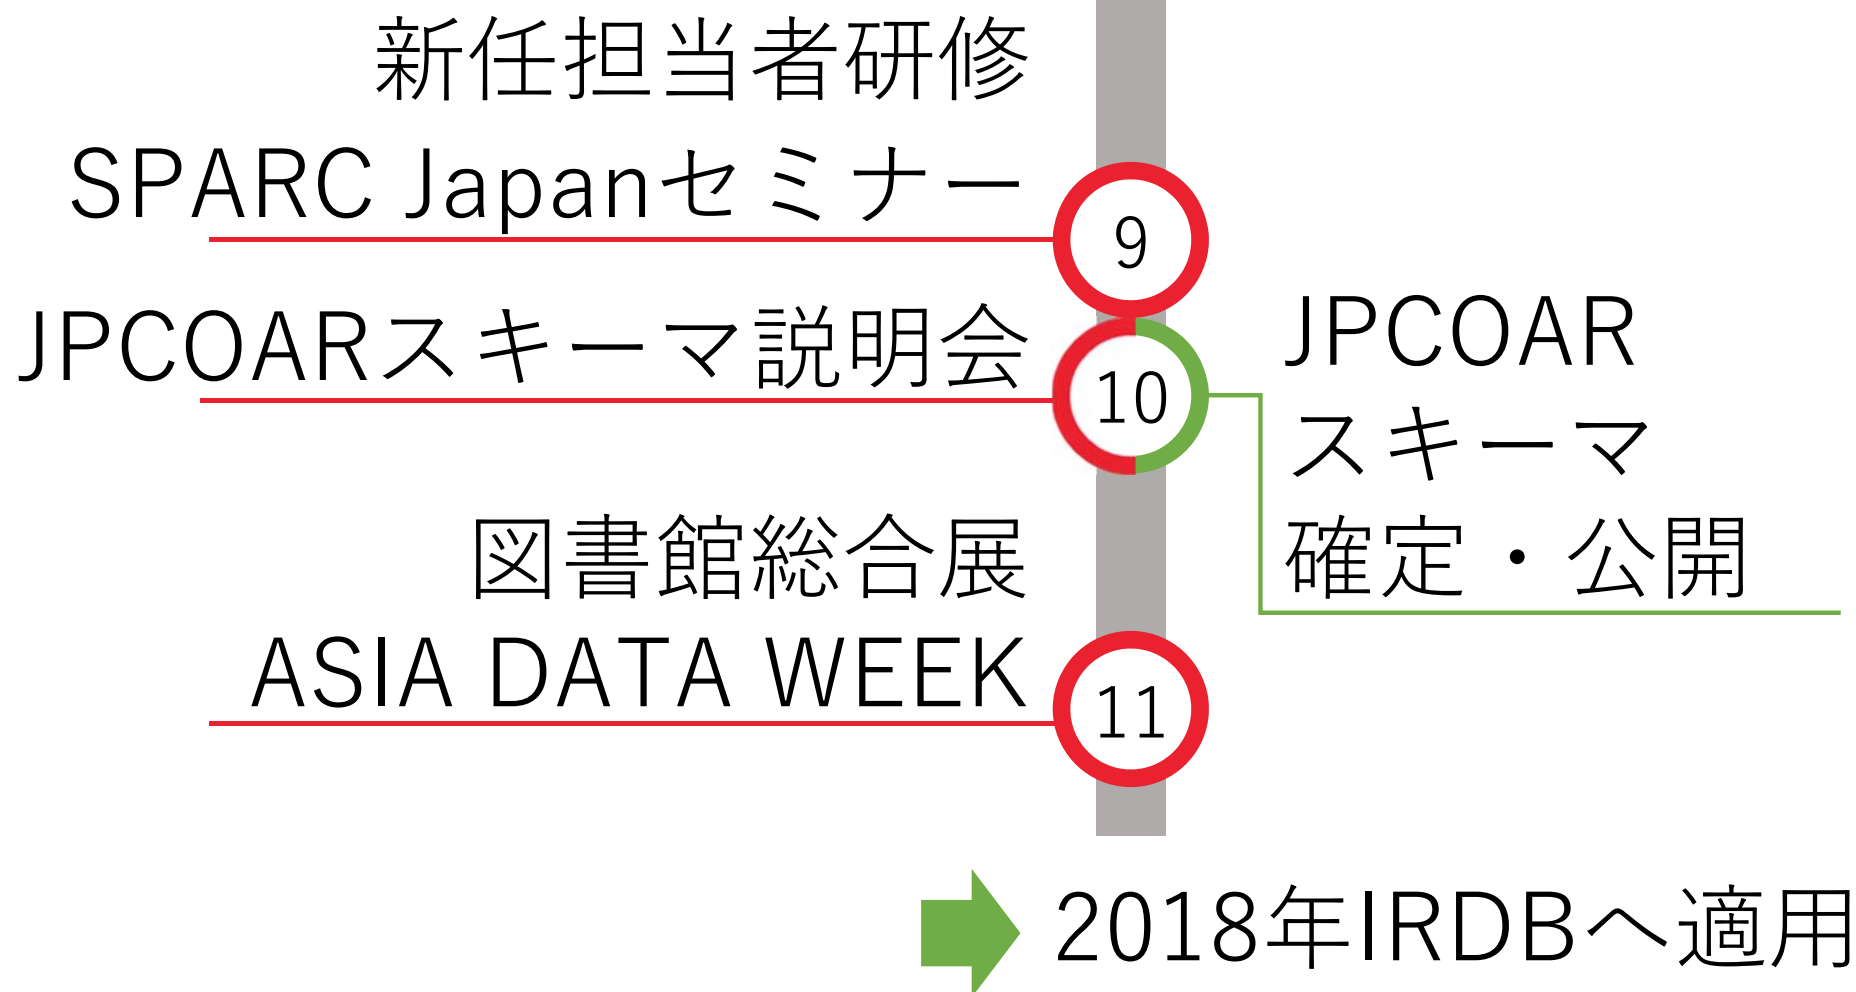 新任担当者研修
SPARC Japanセミナー
9
JPCOARスキーマ説明会
10
JPCOAR
スキーマ
確定・公開
図書館総合展
ASIA DATA WEEK
11
2018年IRDBへ適用